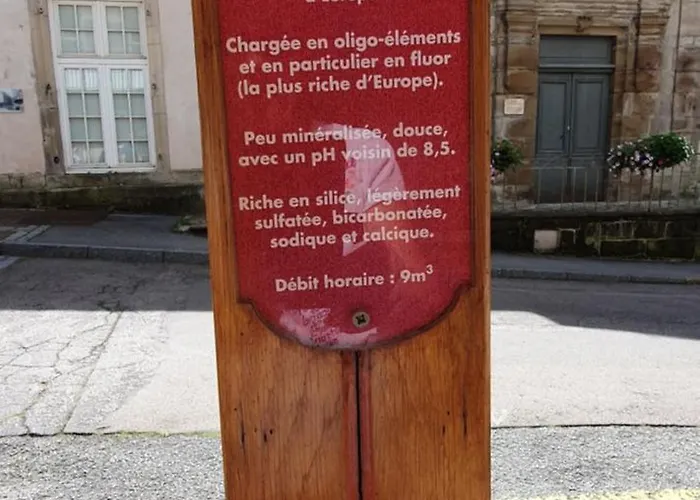 Chargée en oligo-éléments
et en particulier en fluor
(la plus riche d'Europe).
Peu minéralisée, douce,
avec un pH voisin de 8,5.
Riche en silice, légèrement
sulfatée, bicarbonatée,
sodique et calcique.
Débit horaire : 9m³